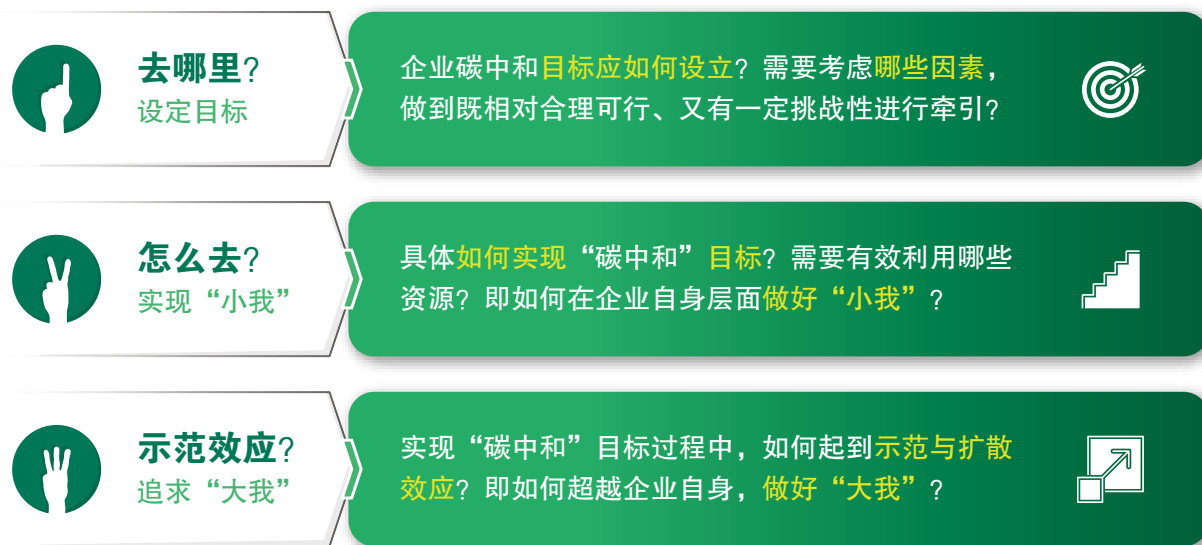 去哪里?
设定目标
企业碳中和目标应如何设立？需要考虑哪些因素，
做到既相对合理可行、又有一定挑战性进行牵引？
怎么去?
实现“小我”
具体如何实现“碳中和”目标？需要有效利用哪些
资源？即如何在企业自身层面做好“小我”？
示范效应?
追求“大我”
实现“碳中和”目标过程中，如何起到示范与扩散
效应？即如何超越企业自身，做好“大我”？